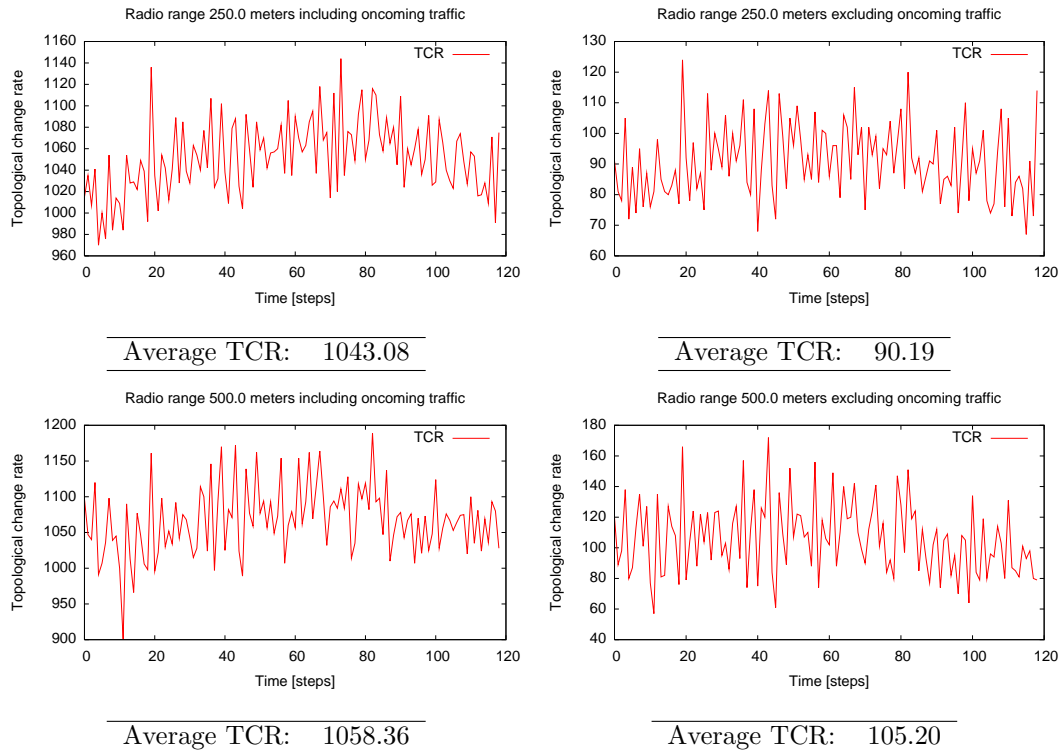 Radio range 250.0 meters including oncoming traffic
1160
1140
1120
1100
1080
1060
1040
1020
1000
980
960
Topological change rate
TCR
0 20 40 60 80 100 120
Time [steps]
Average TCR: 1043.08
Radio range 250.0 meters excluding oncoming traffic
130
120
110
100
90
80
70
60
Topological change rate
TCR
0 20 40 60 80 100 120
Time [steps]
Average TCR: 90.19
Radio range 500.0 meters including oncoming traffic
1200
1150
1100
1050
1000
950
900
Topological change rate
TCR
0 20 40 60 80 100 120
Time [steps]
Average TCR: 1058.36
Radio range 500.0 meters excluding oncoming traffic
180
160
140
120
100
80
60
40
Topological change rate
TCR
0 20 40 60 80 100 120
Time [steps]
Average TCR: 105.20